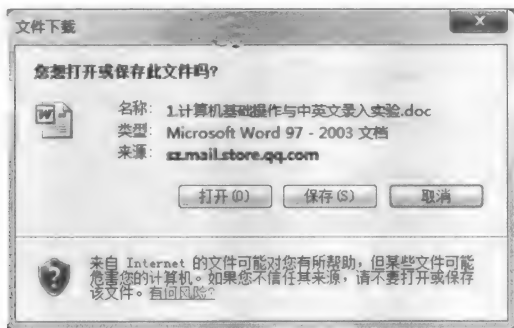 文件下载
您想打开或保存此文件吗?
名称: 1.计算机基础操作与中英文录入实验.doc
类型: Microsoft Word 97 - 2003 文档
来源: sz.mail.store.qq.com
打开(O) 保存(S) 取消
来自 Internet 的文件可能对您有所帮助，但某些文件可能
危害您的计算机。如果您不信任其来源，请不要打开或保存
该文件。有何风险?